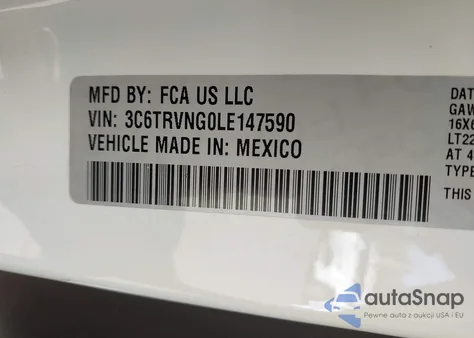 MFD BY: FCA US LLC
VIN: 3C6TRVNG0LE147590
VEHICLE MADE IN: MEXICO
DAT
GAW
16X6
LT22
AT 4
TYPE
THIS
autoSnap
Pewne auta z aukcji USA i EU